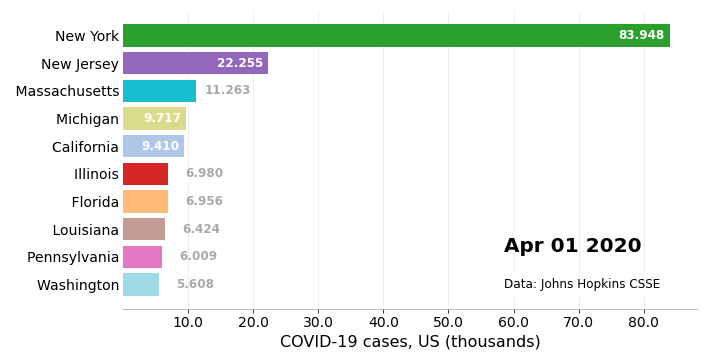 New York 83.948
New Jersey 22.255
Massachusetts 11.263
Michigan 9.717
California 9.410
Illinois 6.980
Florida 6.956
Louisiana 6.424
Pennsylvania 6.009
Washington 5.608
Apr 01 2020
Data: Johns Hopkins CSSE
10.0 20.0 30.0 40.0 50.0 60.0 70.0 80.0
COVID-19 cases, US (thousands)